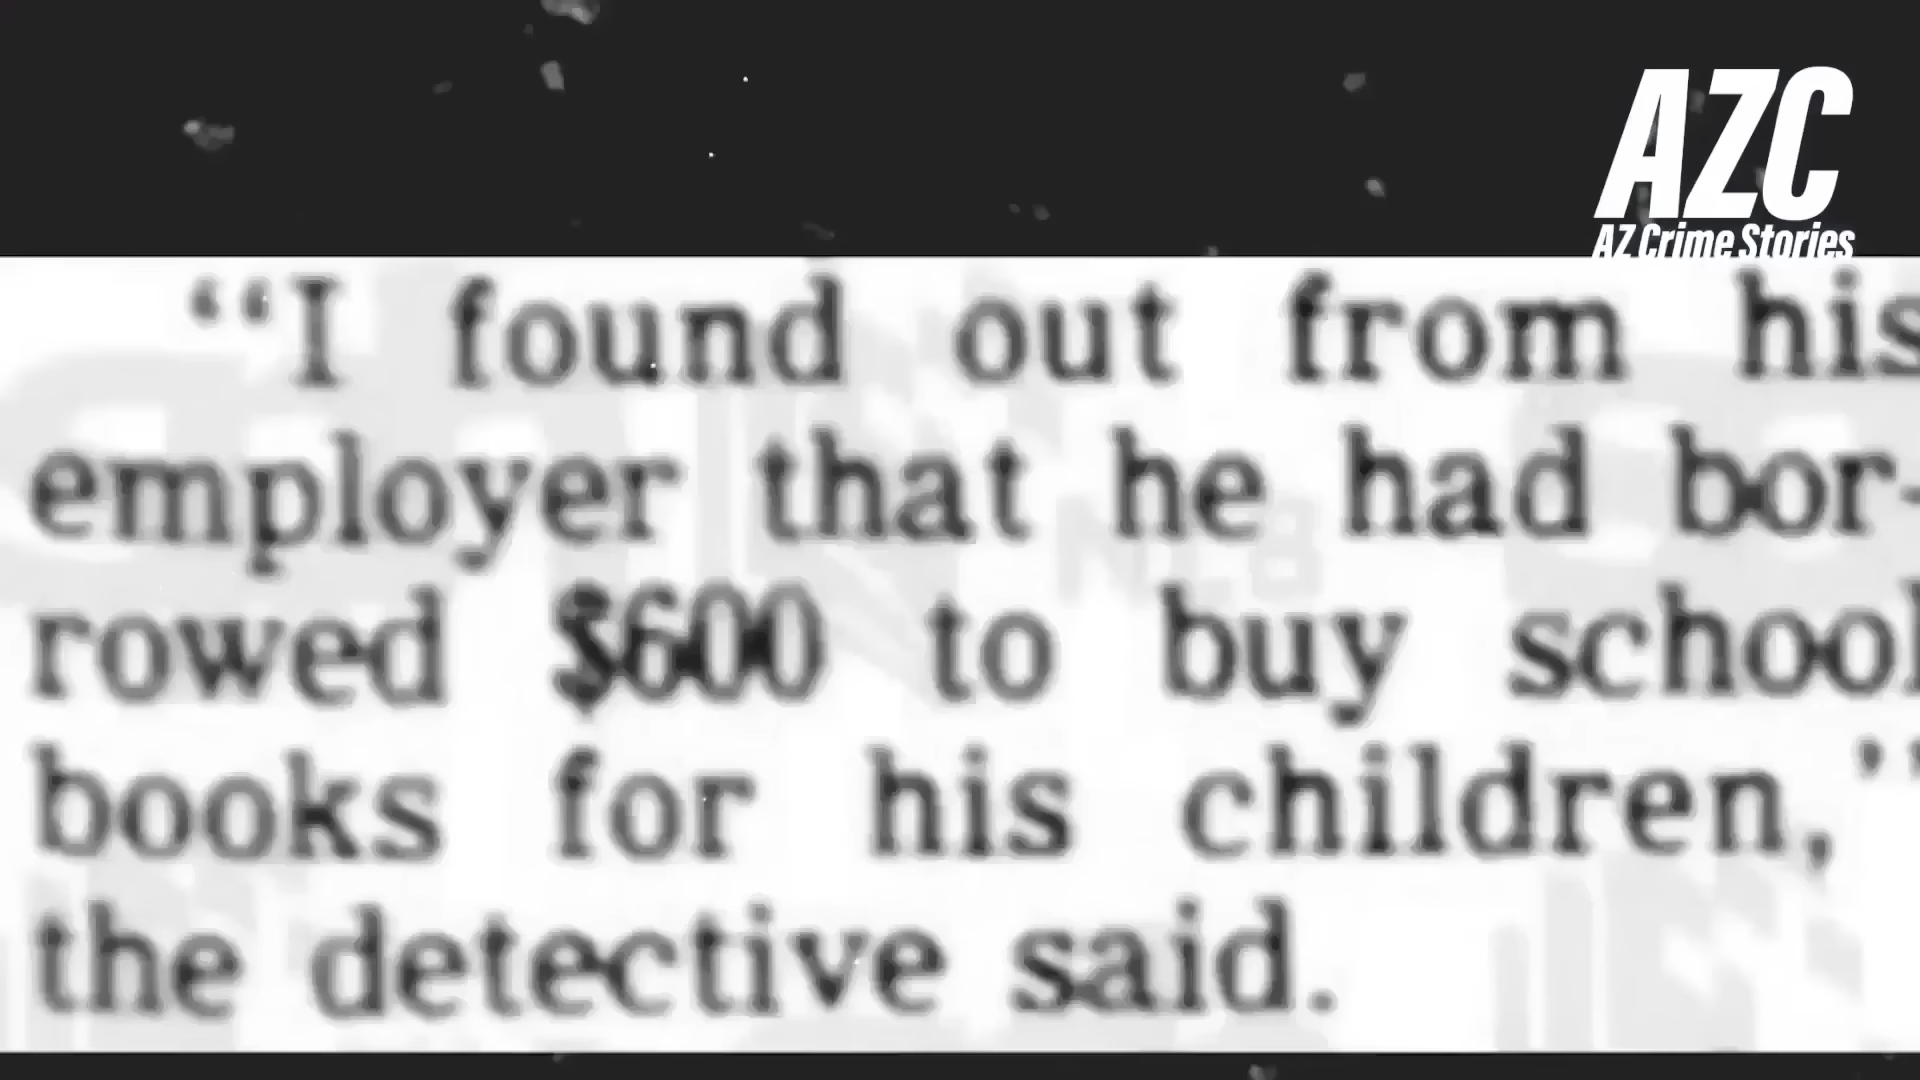 AZC
AZ Crime Stories
“I found out from his
employer that he had bor-
rowed $600 to buy school
books for his children,’’
the detective said.